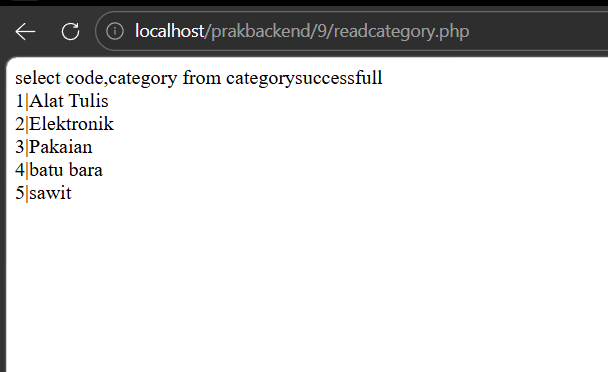 localhost/prakbackend/9/readcategory.php
select code,category from categorysuccessfull
1|Alat Tulis
2|Elektronik
3|Pakaian
4|batu bara
5|sawit